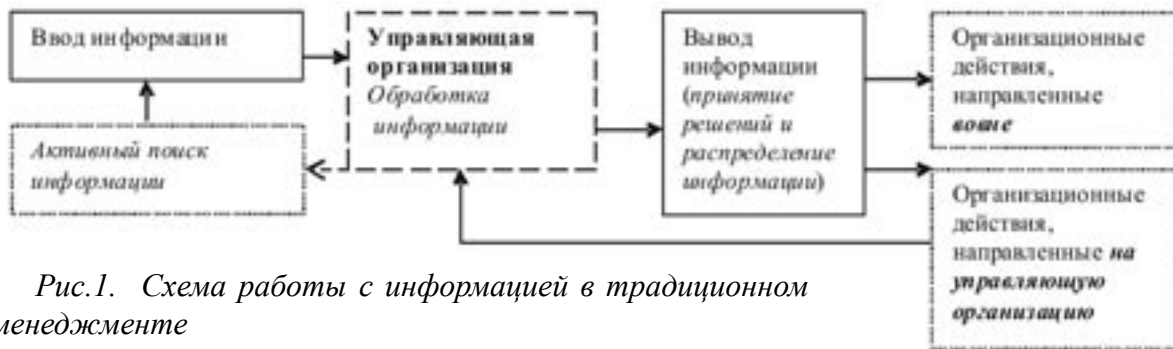 Ввод информации
Активный поиск
информации
Управляющая
организация
Обработка
информации
Вывод
информации
(принятие
решений и
распределение
информации)
Организационные
действия,
направленные
вовне
Организационные
действия,
направленные на
управляющую
организацию
Рис.1. Схема работы с информацией в традиционном
менеджменте